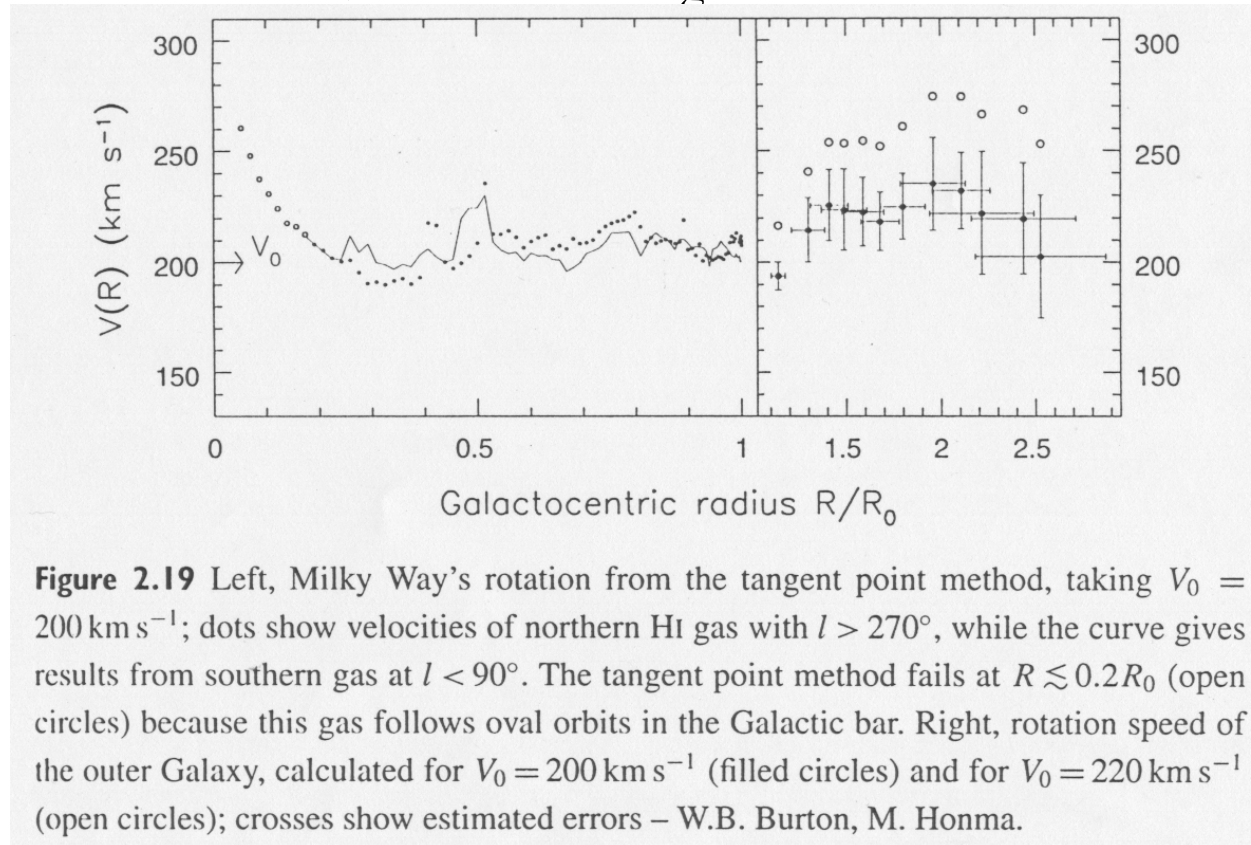 300
250
200
150
V(R) (km s⁻¹)
V₀
300
250
200
150
0
0.5
1
1.5
2
2.5
Galactocentric radius R/R₀
Figure 2.19 Left, Milky Way's rotation from the tangent point method, taking V₀ =
200 km s⁻¹; dots show velocities of northern HI gas with l > 270°, while the curve gives
results from southern gas at l < 90°. The tangent point method fails at R ≲ 0.2R₀ (open
circles) because this gas follows oval orbits in the Galactic bar. Right, rotation speed of
the outer Galaxy, calculated for V₀ = 200 km s⁻¹ (filled circles) and for V₀ = 220 km s⁻¹
(open circles); crosses show estimated errors – W.B. Burton, M. Honma.